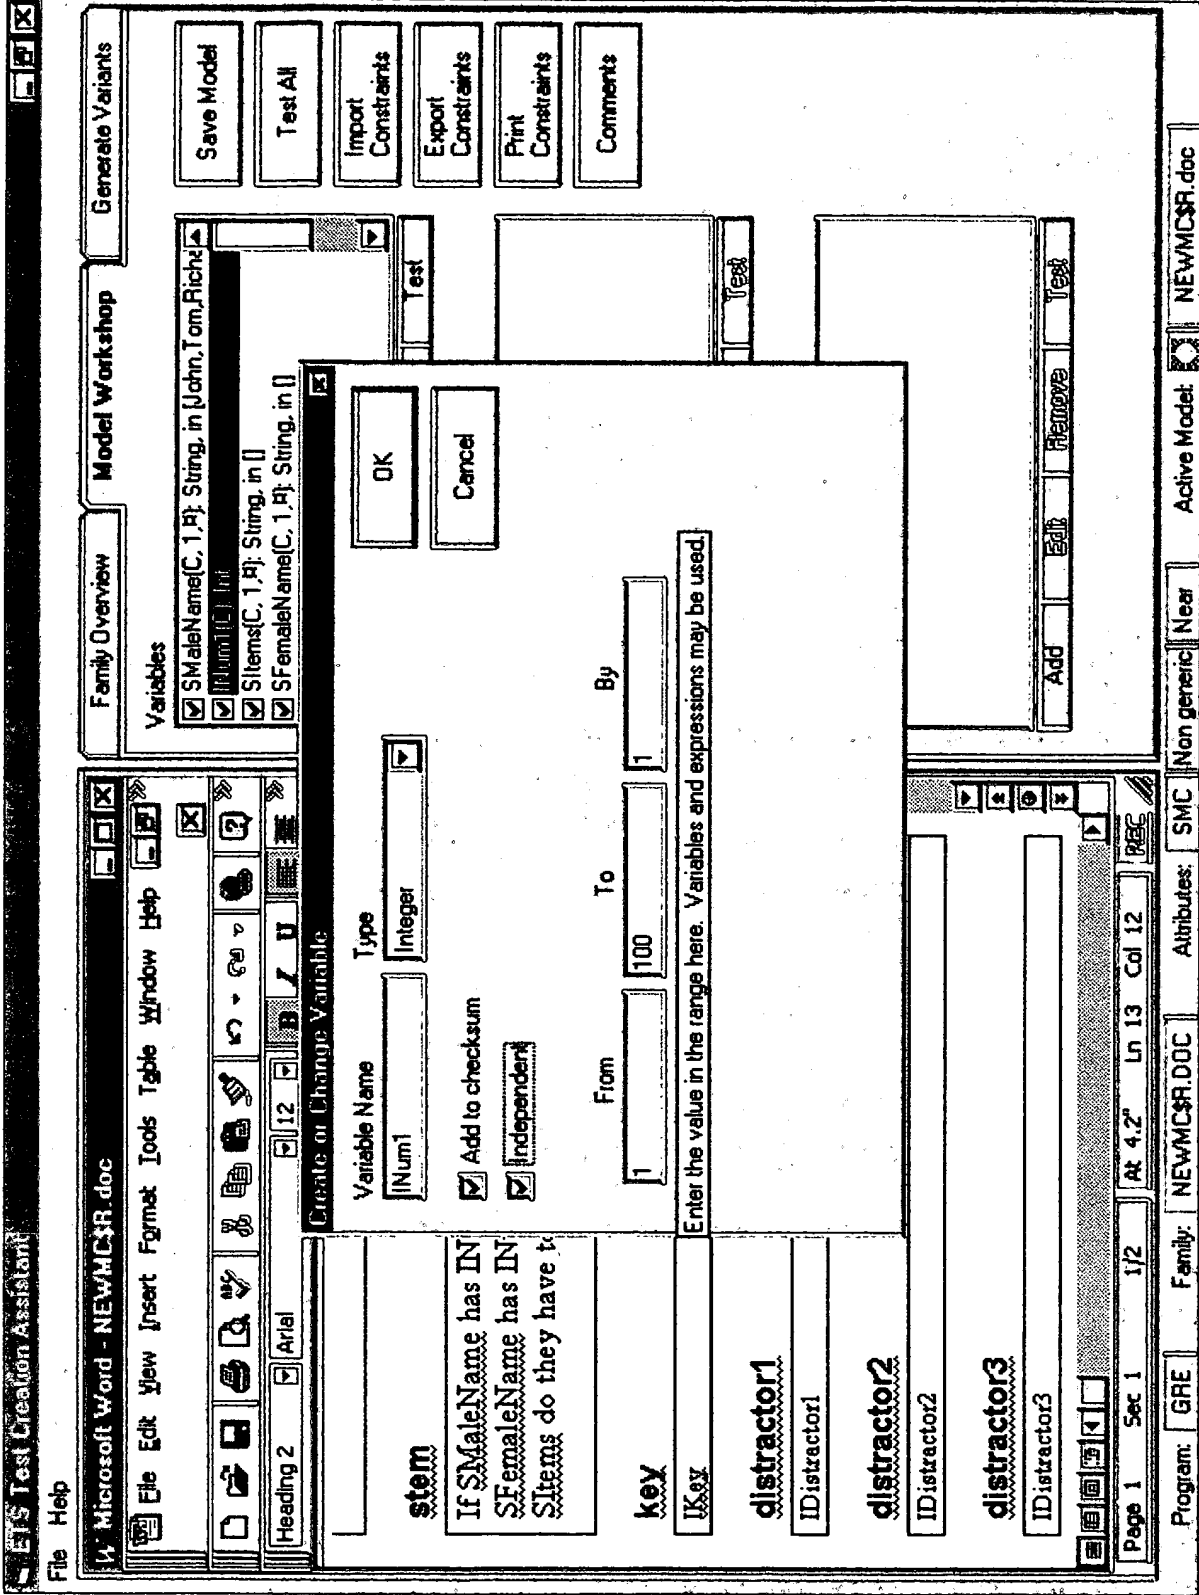 ETS Test Creation Assistant
File Help
Microsoft Word - NEWMC$R.doc
File Edit View Insert Format Tools Table Window Help
Heading 2 Arial 12 B I U
stem
If SMaleName has IN
SFemaleName has IN
SItems do they have to
key
IKey
distractor1
IDistractor1
distractor2
IDistractor2
distractor3
IDistractor3
Page 1 Sec 1 1/2 At 4.2" Ln 13 Col 12 REC
Family Overview
Model Workshop
Generate Variants
Variables
SMaleName(C, 1,¤): String, in [John,Tom,Richa
SItems(C, 1,¤): String, in []
SFemaleName(C, 1,¤): String, in []
Test
Test
Add Edit Remove Test
Save Model
Test All
Import
Constraints
Export
Constraints
Print
Constraints
Comments
Create or Change Variable
Variable Name
INum1
Type
Integer
Add to checksum
Independent
From
1
To
100
By
1
Enter the value in the range here. Variables and expressions may be used.
OK
Cancel
Program: GRE Family: NEWMC$R.DOC Attributes: SMC Non generic Near Active Model: NEWMC$R.doc